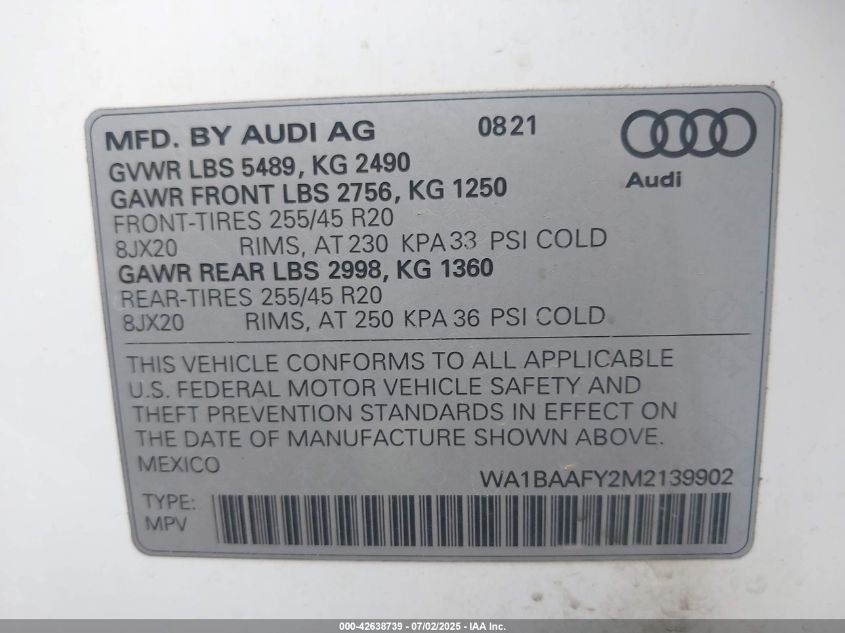 MFD. BY AUDI AG 0821
Audi
GVWR LBS 5489, KG 2490
GAWR FRONT LBS 2756, KG 1250
FRONT-TIRES 255/45 R20
8JX20 RIMS, AT 230 KPA 33 PSI COLD
GAWR REAR LBS 2998, KG 1360
REAR-TIRES 255/45 R20
8JX20 RIMS, AT 250 KPA 36 PSI COLD
THIS VEHICLE CONFORMS TO ALL APPLICABLE
U.S. FEDERAL MOTOR VEHICLE SAFETY AND
THEFT PREVENTION STANDARDS IN EFFECT ON
THE DATE OF MANUFACTURE SHOWN ABOVE.
MEXICO
WA1BAAFY2M2139902
TYPE:
MPV
000-42638739 - 07/02/2025 - IAA Inc.